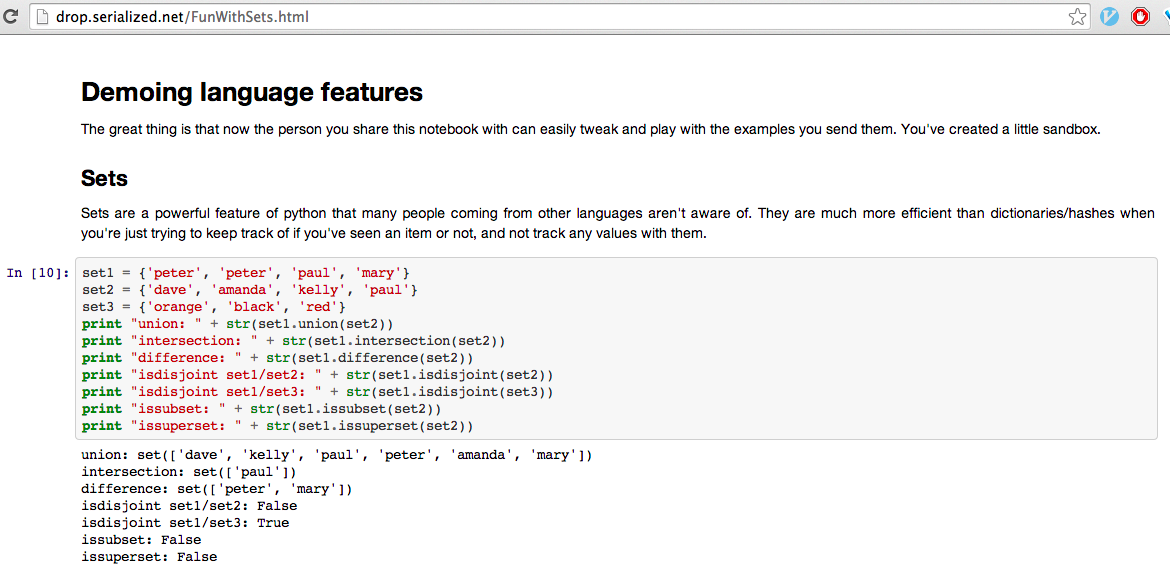 drop.serialized.net/FunWithSets.html
Demoing language features
The great thing is that now the person you share this notebook with can easily tweak and play with the examples you send them. You've created a little sandbox.
Sets
Sets are a powerful feature of python that many people coming from other languages aren't aware of. They are much more efficient than dictionaries/hashes when
you're just trying to keep track of if you've seen an item or not, and not track any values with them.
In [10]: set1 = {'peter', 'peter', 'paul', 'mary'}
set2 = {'dave', 'amanda', 'kelly', 'paul'}
set3 = {'orange', 'black', 'red'}
print "union: " + str(set1.union(set2))
print "intersection: " + str(set1.intersection(set2))
print "difference: " + str(set1.difference(set2))
print "isdisjoint set1/set2: " + str(set1.isdisjoint(set2))
print "isdisjoint set1/set3: " + str(set1.isdisjoint(set3))
print "issubset: " + str(set1.issubset(set2))
print "issuperset: " + str(set1.issuperset(set2))
union: set(['dave', 'kelly', 'paul', 'peter', 'amanda', 'mary'])
intersection: set(['paul'])
difference: set(['peter', 'mary'])
isdisjoint set1/set2: False
isdisjoint set1/set3: True
issubset: False
issuperset: False